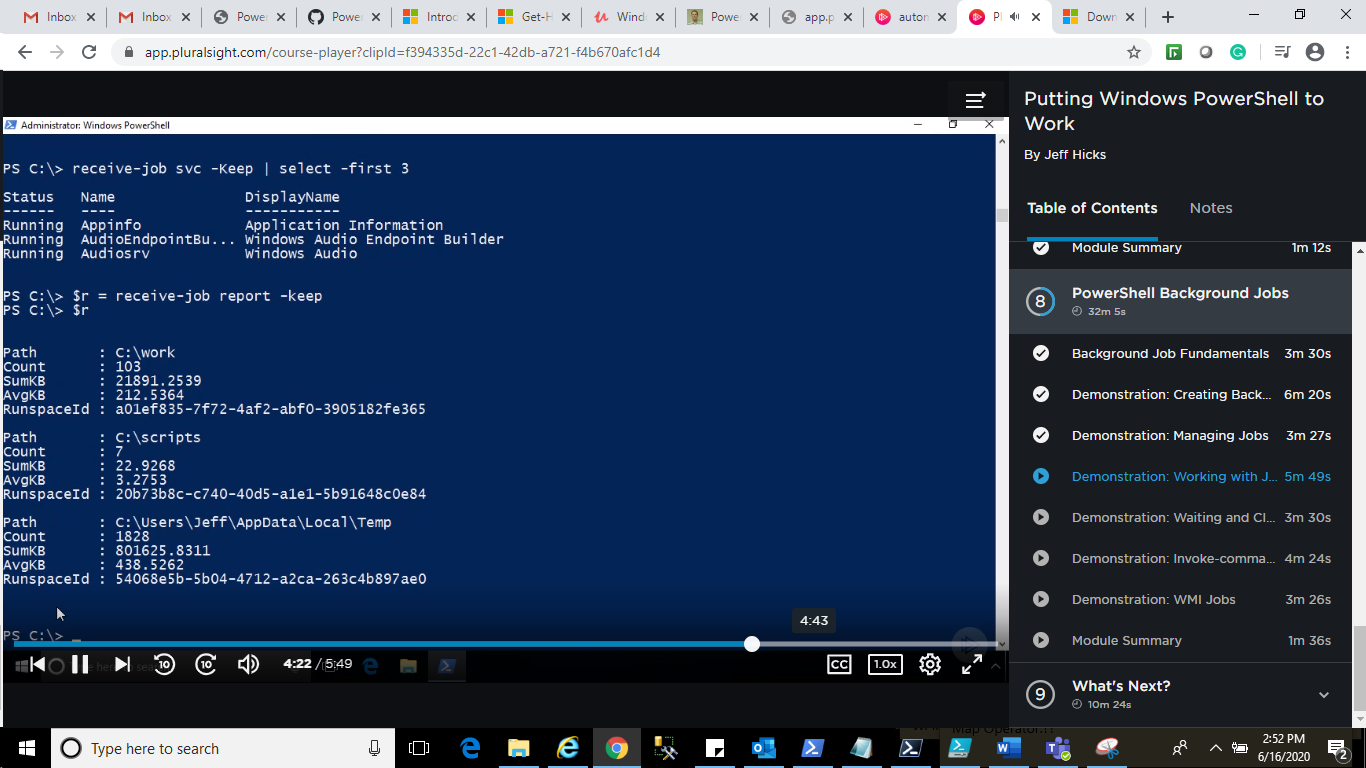 Inbox
Inbox
Power
Power
Introd
Get-H
Wind
Powe
app.p
auton
Pl
Down
app.pluralsight.com/course-player?clipId=f394335d-22c1-42db-a721-f4b670afc1d4
Administrator: Windows PowerShell
PS C:\> receive-job svc -Keep | select -first 3
Status Name DisplayName
------ ---- -----------
Running Appinfo Application Information
Running AudioEndpointBu... Windows Audio Endpoint Builder
Running Audiosrv Windows Audio
PS C:\> $r = receive-job report -keep
PS C:\> $r
Path : C:\work
Count : 103
SumKB : 21891.2539
AvgKB : 212.5364
RunspaceId : a01ef835-7f72-4af2-abf0-3905182fe365
Path : C:\scripts
Count : 7
SumKB : 22.9268
AvgKB : 3.2753
RunspaceId : 20b73b8c-c740-40d5-a1e1-5b91648c0e84
Path : C:\Users\Jeff\AppData\Local\Temp
Count : 1828
SumKB : 801625.8311
AvgKB : 438.5262
RunspaceId : 54068e5b-5b04-4712-a2ca-263c4b897ae0
PS C:\> _
4:43
10
10
4:22 / 5:49
CC
1.0x
Putting Windows PowerShell to
Work
By Jeff Hicks
Table of Contents Notes
Module Summary 1m 12s
8 PowerShell Background Jobs
32m 5s
Background Job Fundamentals 3m 30s
Demonstration: Creating Back... 6m 20s
Demonstration: Managing Jobs 3m 27s
Demonstration: Working with J... 5m 49s
Demonstration: Waiting and Cl... 3m 30s
Demonstration: Invoke-comma... 4m 24s
Demonstration: WMI Jobs 3m 26s
Module Summary 1m 36s
9 What's Next?
10m 24s
Type here to search
2:52 PM
6/16/2020
2